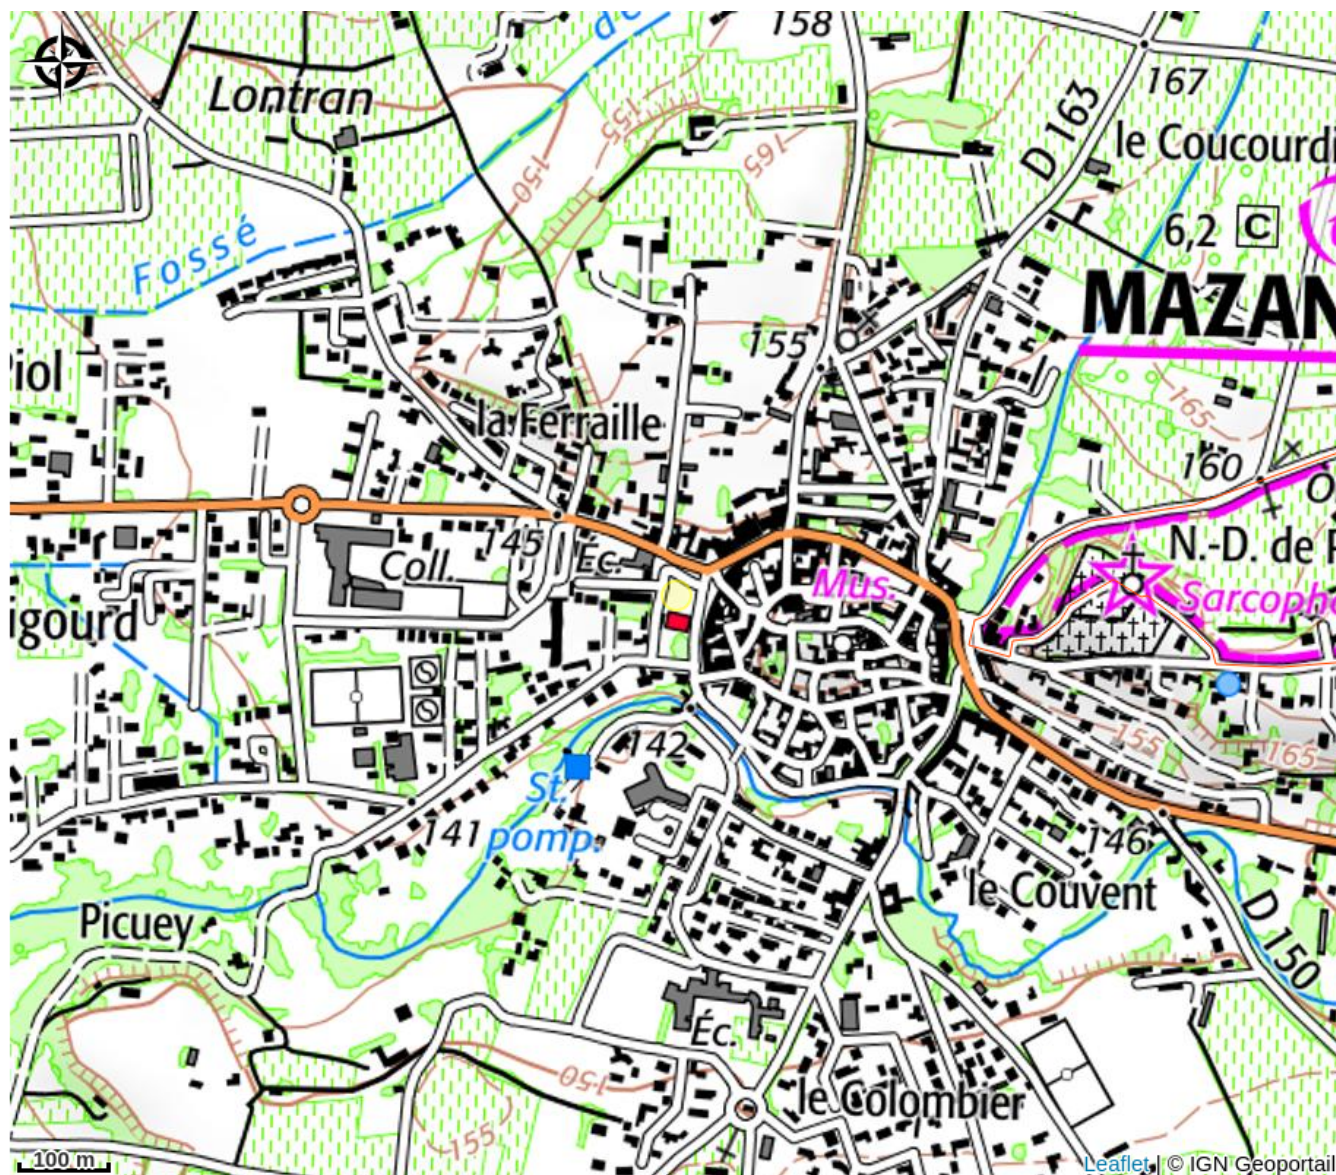 158
167
Lontran
D 163
le Coucourd
155
165
150
6,2 C
Fossé
MAZAN
155
iol
165
la Ferraille
160
145
Coll.
Éc.
Mus.
N.-D. de
Sarcoph
igourd
142
155
165
St.
pomp.
141
146
le Couvent
Picuey
D 150
Éc.
150
le Colombier
155
100 m
Leaflet | © IGN Geoportail